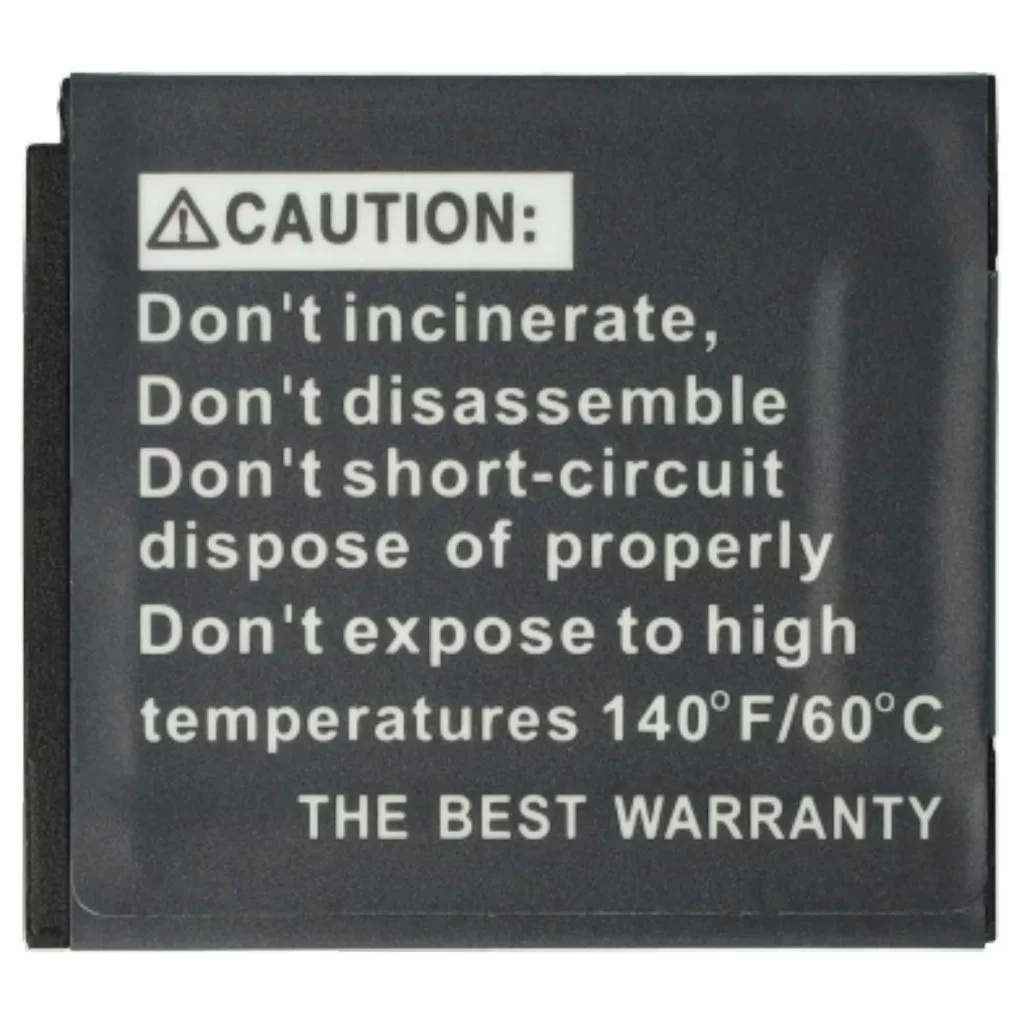 ⚠CAUTION:
Don't incinerate,
Don't disassemble
Don't short-circuit
dispose of properly
Don't expose to high
temperatures 140°F/60°C
THE BEST WARRANTY